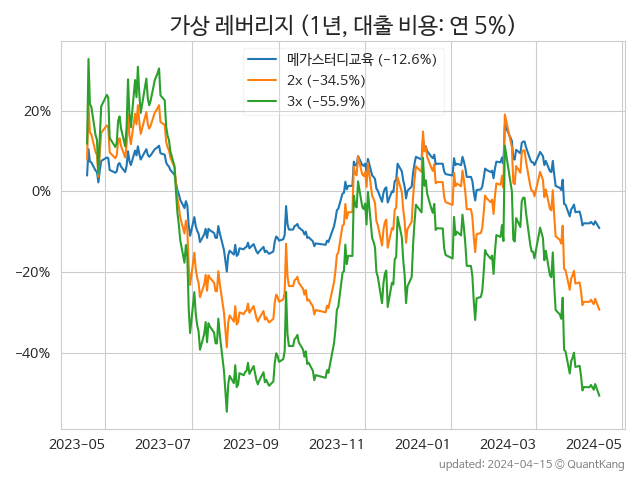 가상 레버리지 (1년, 대출 비용: 연 5%)
메가스터디교육 (−12.6%)
2x (−34.5%)
3x (−55.9%)
20%
0%
−20%
−40%
2023-05 2023-07 2023-09 2023-11 2024-01 2024-03 2024-05
updated: 2024-04-15 © QuantKang